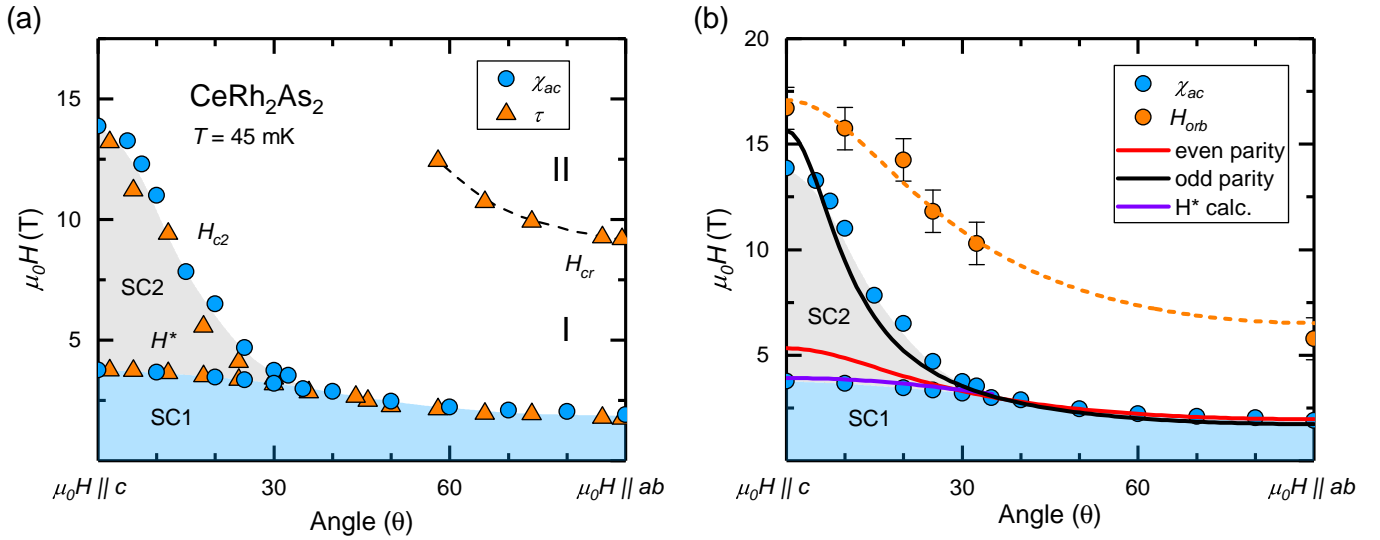 (a)
CeRh₂As₂
T = 45 mK
χac
τ
II
Hc2
Hcr
SC2
H*
I
SC1
15
10
5
μ₀H (T)
μ₀H || c
30
60
μ₀H || ab
Angle (θ)
(b)
χac
Horb
even parity
odd parity
H* calc.
SC2
SC1
20
15
10
5
0
μ₀H (T)
μ₀H || c
30
60
μ₀H || ab
Angle (θ)